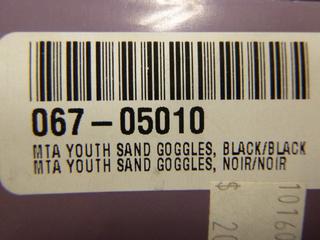 067-05010
MTA YOUTH SAND GOGGLES, BLACK/BLACK
MTA YOUTH SAND GOGGLES, NOIR/NOIR